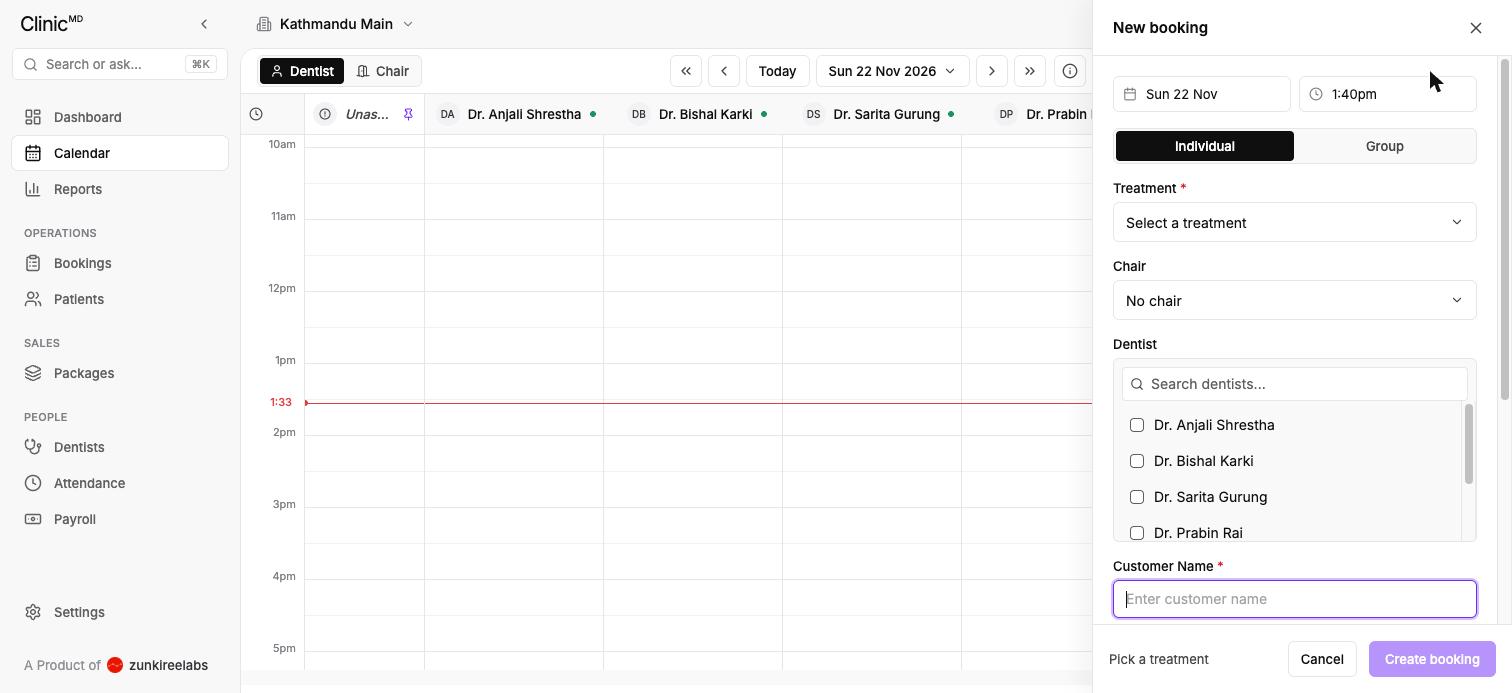 Clinic MD
Search or ask...
⌘K
Dashboard
Calendar
Reports
OPERATIONS
Bookings
Patients
SALES
Packages
PEOPLE
Dentists
Attendance
Payroll
Settings
A Product of zunkireelabs
Kathmandu Main
Dentist
Chair
Today
Sun 22 Nov 2026
Unas...
DA Dr. Anjali Shrestha
DB Dr. Bishal Karki
DS Dr. Sarita Gurung
DP Dr. Prabin
10am
11am
12pm
1pm
1:33
2pm
3pm
4pm
5pm
New booking
Sun 22 Nov
1:40pm
Individual
Group
Treatment *
Select a treatment
Chair
No chair
Dentist
Search dentists...
Dr. Anjali Shrestha
Dr. Bishal Karki
Dr. Sarita Gurung
Dr. Prabin Rai
Customer Name *
Enter customer name
Pick a treatment
Cancel
Create booking